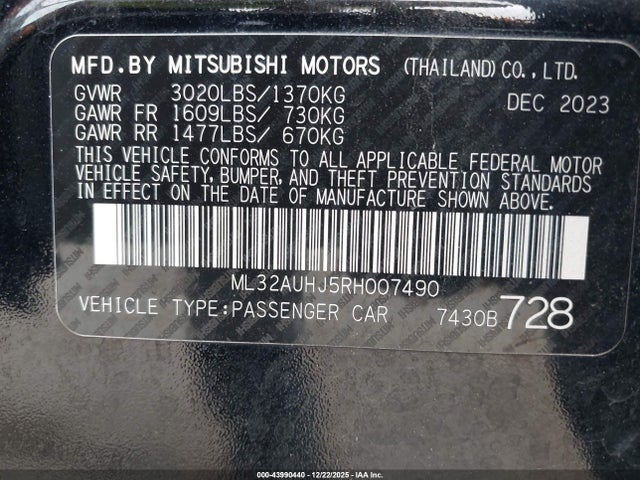 MFD.BY MITSUBISHI MOTORS (THAILAND)CO.,LTD.
GVWR 3020LBS/1370KG DEC 2023
GAWR FR 1609LBS/ 730KG
GAWR RR 1477LBS/ 670KG
THIS VEHICLE CONFORMS TO ALL APPLICABLE FEDERAL MOTOR
VEHICLE SAFETY, BUMPER, AND THEFT PREVENTION STANDARDS
IN EFFECT ON THE DATE OF MANUFACTURE SHOWN ABOVE.
ML32AUHJ5RH007490
VEHICLE TYPE:PASSENGER CAR 7430B 728
000-43990440 - 12/22/2025 - IAA, Inc.